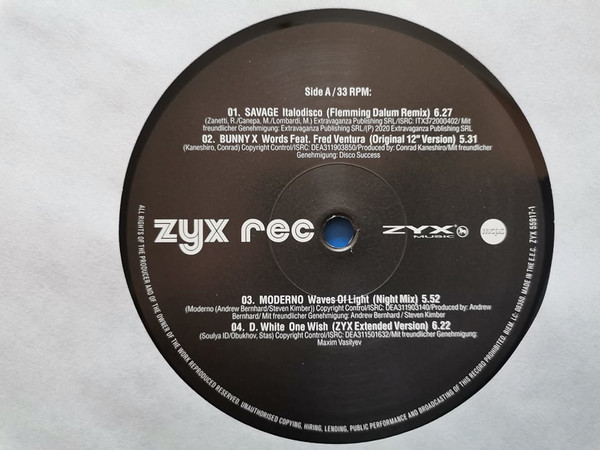 Side A / 33 RPM:
01. SAVAGE Italodisco (Flemming Dalum Remix) 6.27
(Zanetti, R./Canepa, M./Lombardi, M.) Extravaganza Publishing SRL/ISRC: ITX372000402/ Mit
freundlicher Genehmigung: Extravaganza Publishing SRL/(P) 2020 Extravaganza Publishing SRL
02. BUNNY X Words Feat. Fred Ventura (Original 12" Version) 5.31
(Kaneshiro, Conrad) Copyright Control/ISRC: DEA311903850/Produced by: Conrad Kaneshiro/Mit freundlicher
Genehmigung: Disco Success
zyx rec
ZYX
MUSIC
mcps
03. MODERNO Waves Of Light (Night Mix) 5.52
(Moderno (Andrew Bernhard/Steven Kimber)) Copyright Control/ISRC: DEA311903140/Produced by: Andrew
Bernhard/ Mit freundlicher Genehmigung: Andrew Bernhard / Steven Kimber
04. D. White One Wish (ZYX Extended Version) 6.22
(Soulya ID/Obukhov, Stas) Copyright Control/ISRC: DEA311501632/Mit freundlicher Genehmigung:
Maxim Vasilyev
ALL RIGHTS OF THE PRODUCER AND OF THE OWNER OF THE WORK REPRODUCED RESERVED. UNAUTHORISED COPYING, HIRING, LENDING, PUBLIC PERFORMANCE AND BROADCASTING OF THIS RECORD PROHIBITED. BIEM. LC: 06350. MADE IN THE E.E.C. ZYX 55917-1